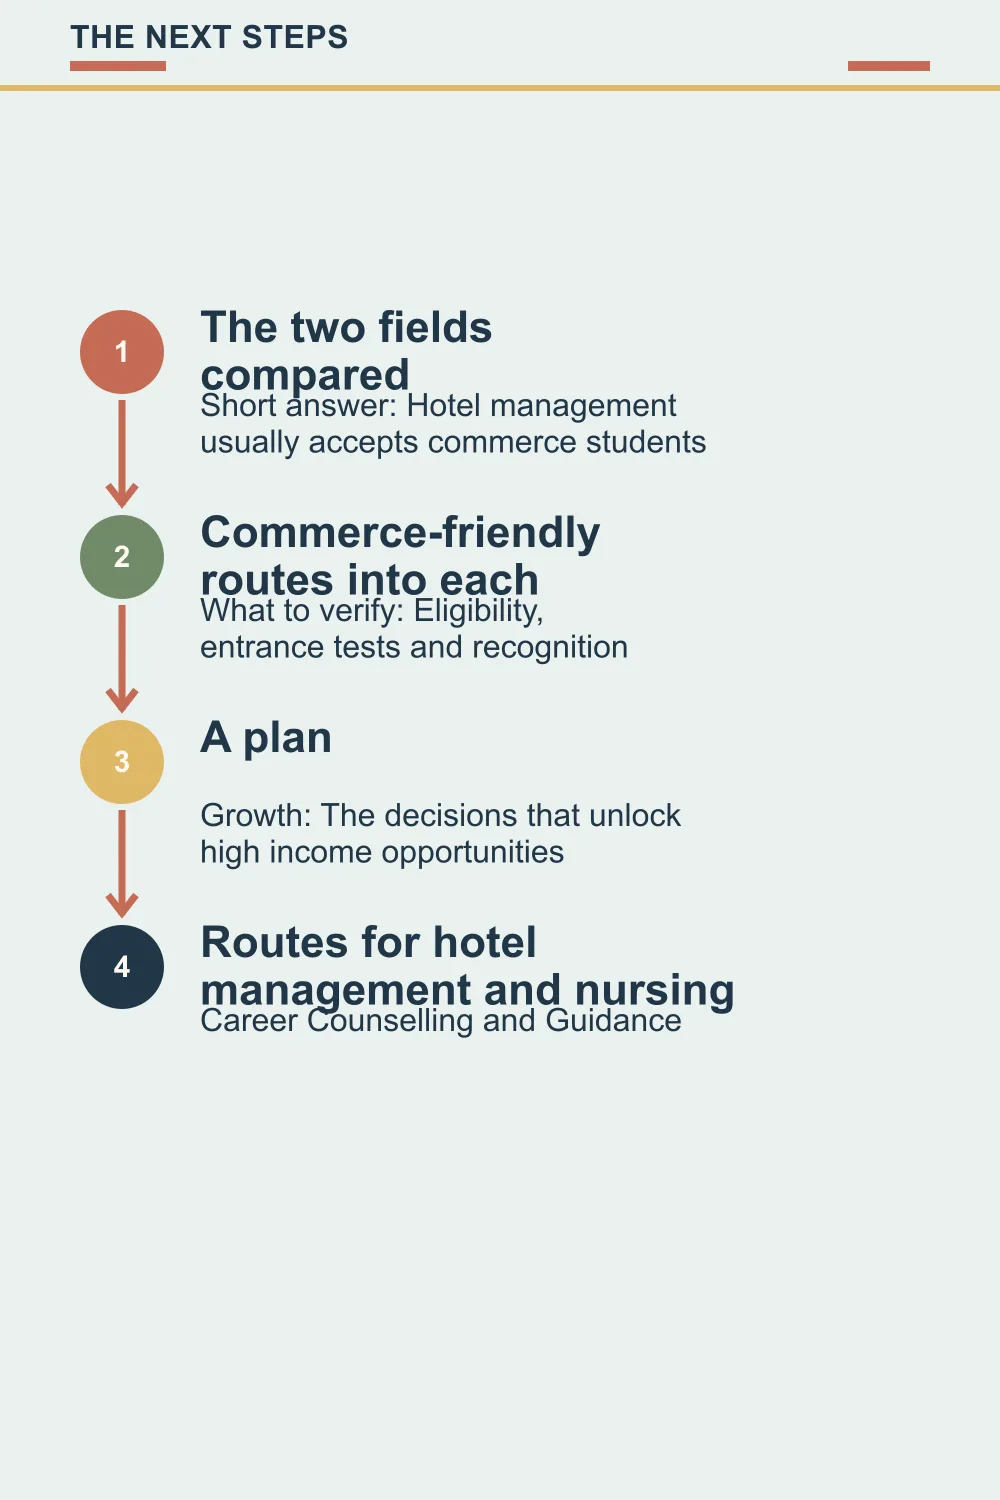 THE NEXT STEPS
1
The two fields
compared
Short answer: Hotel management
usually accepts commerce students
2
Commerce-friendly
routes into each
What to verify: Eligibility,
entrance tests and recognition
3
A plan
Growth: The decisions that unlock
high income opportunities
4
Routes for hotel
management and nursing
Career Counselling and Guidance